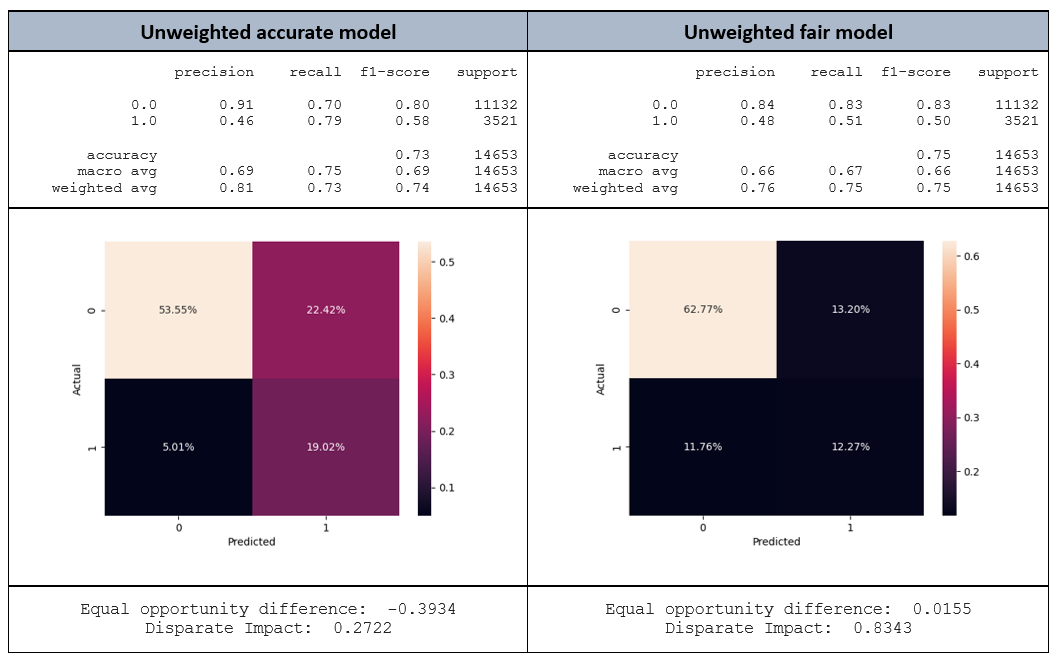 Unweighted accurate model
precision recall f1-score support
0.0 0.91 0.70 0.80 11132
1.0 0.46 0.79 0.58 3521
accuracy 0.73 14653
macro avg 0.69 0.75 0.69 14653
weighted avg 0.81 0.73 0.74 14653
Actual
0
1
53.55% 22.42%
5.01% 19.02%
0 1
Predicted
0.5
0.4
0.3
0.2
0.1
Equal opportunity difference: -0.3934
Disparate Impact: 0.2722
Unweighted fair model
precision recall f1-score support
0.0 0.84 0.83 0.83 11132
1.0 0.48 0.51 0.50 3521
accuracy 0.75 14653
macro avg 0.66 0.67 0.66 14653
weighted avg 0.76 0.75 0.75 14653
Actual
0
1
62.77% 13.20%
11.76% 12.27%
0 1
Predicted
0.6
0.5
0.4
0.3
0.2
Equal opportunity difference: 0.0155
Disparate Impact: 0.8343